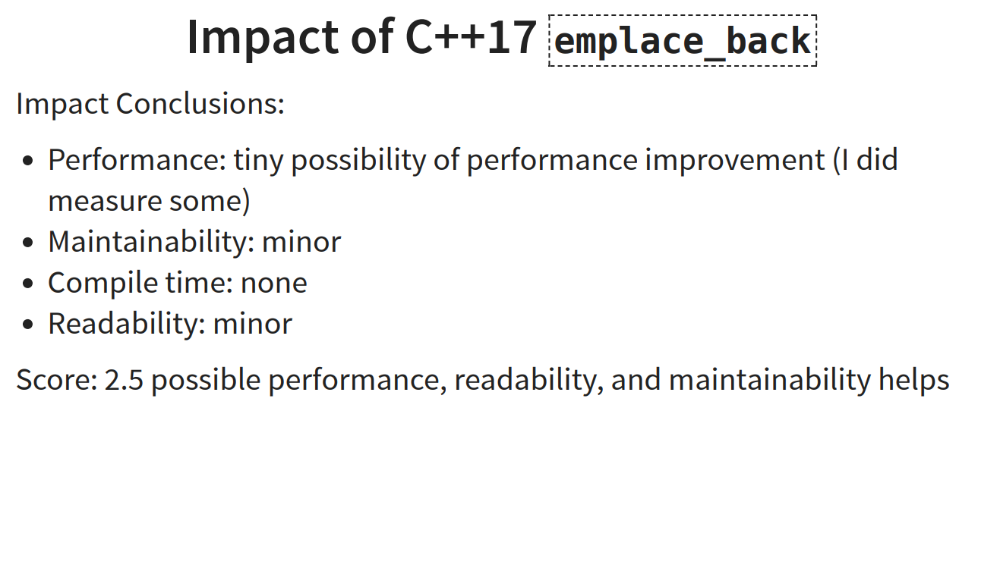 Impact of C++17 emplace_back
Impact Conclusions:
• Performance: tiny possibility of performance improvement (I did
measure some)
• Maintainability: minor
• Compile time: none
• Readability: minor
Score: 2.5 possible performance, readability, and maintainability helps